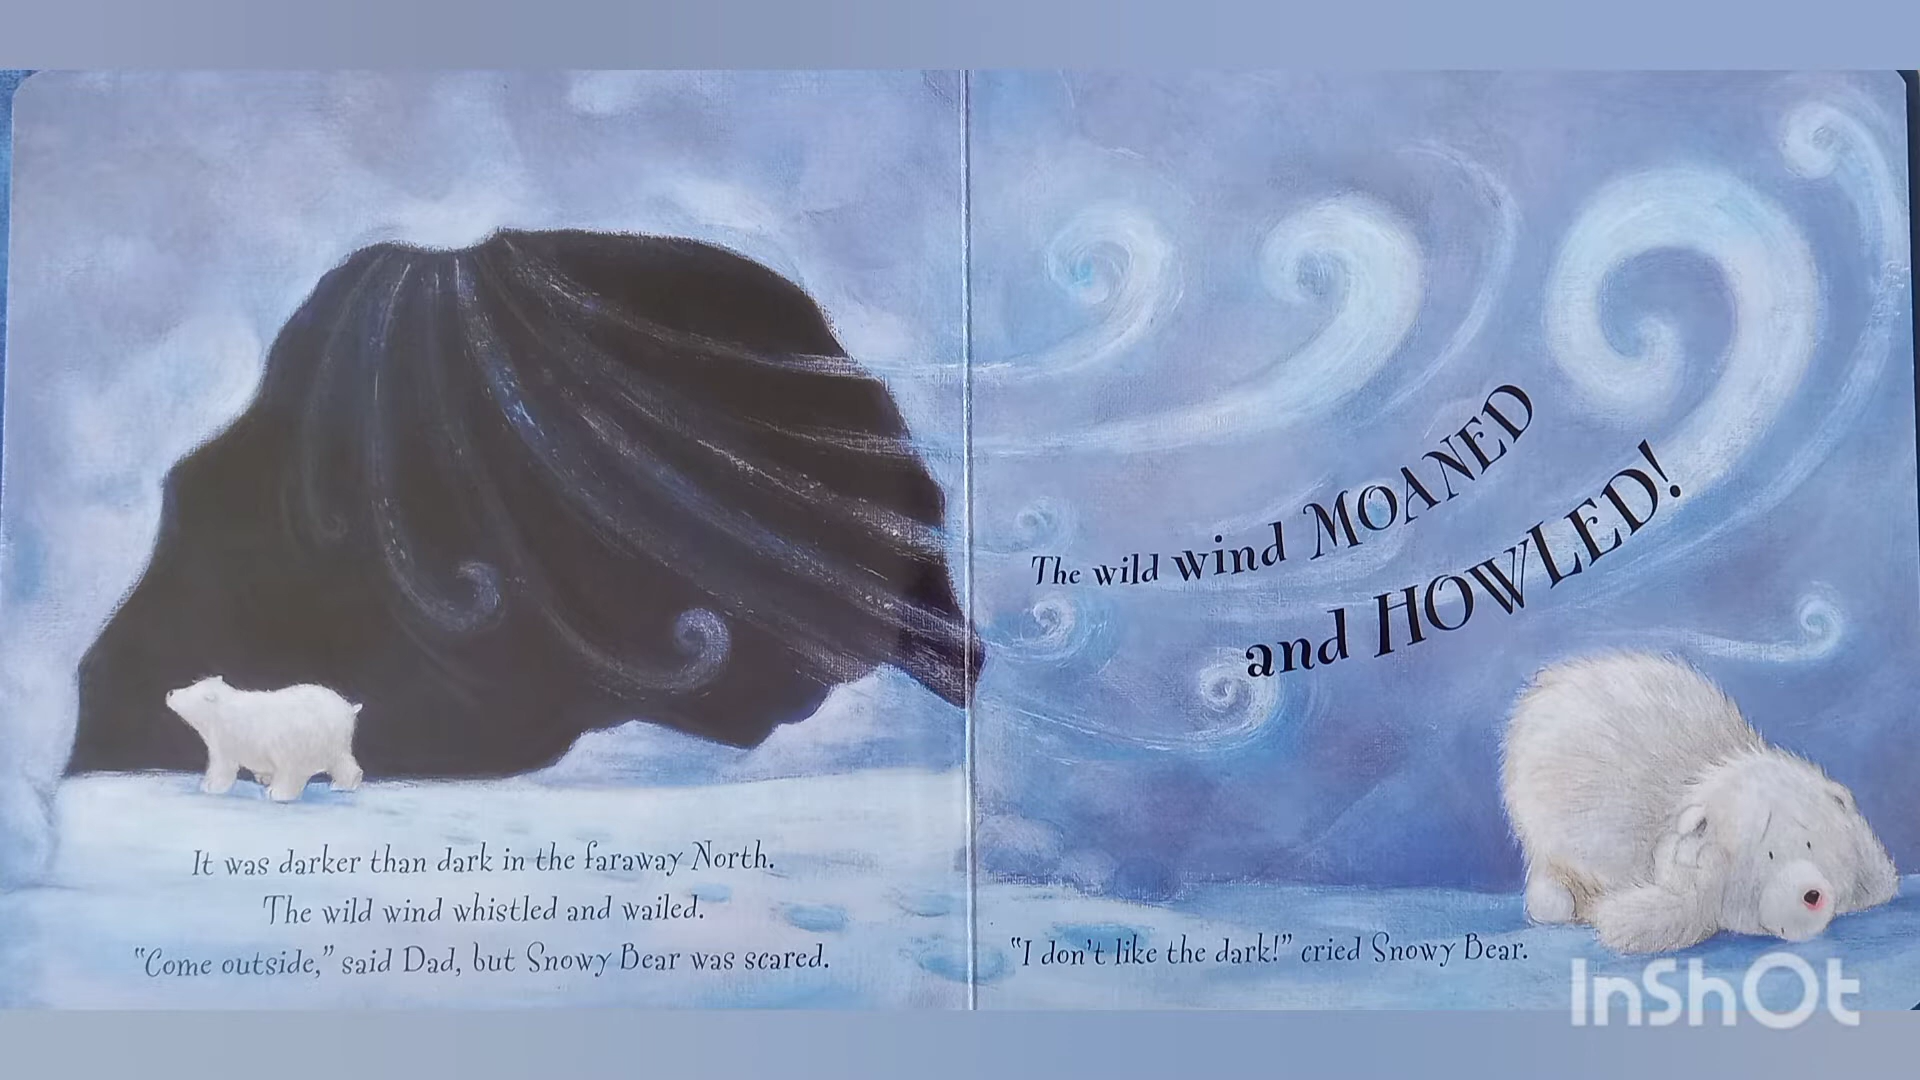 It was darker than dark in the faraway North.
The wild wind whistled and wailed.
“Come outside,” said Dad, but Snowy Bear was scared.
The wild wind MOANED
and HOWLED!
“I don’t like the dark!” cried Snowy Bear.
InShOt